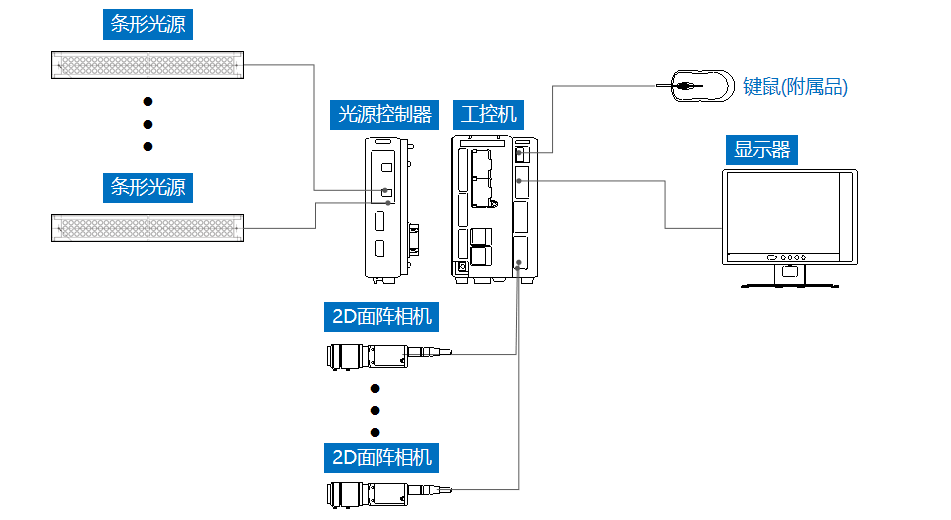 条形光源
光源控制器
工控机
键鼠(附属品)
显示器
条形光源
2D面阵相机
2D面阵相机